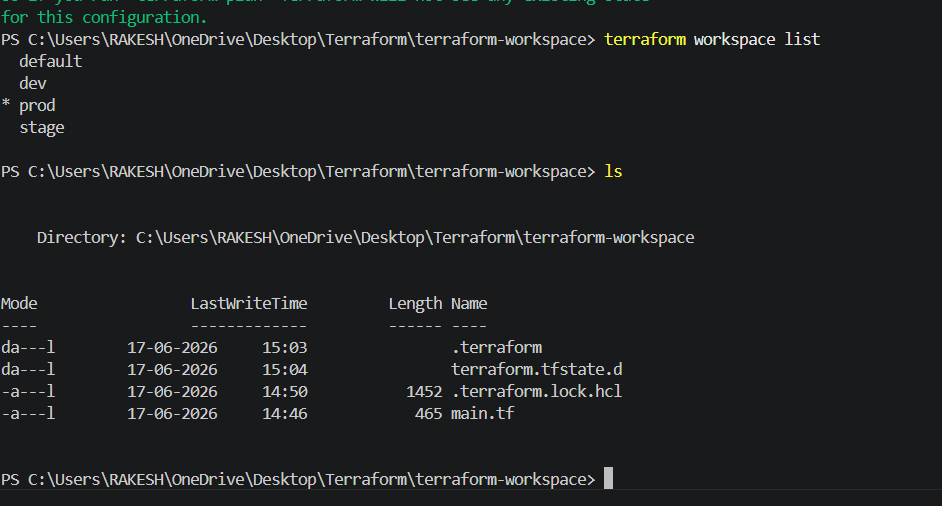 for this configuration.
PS C:\Users\RAKESH\OneDrive\Desktop\Terraform\terraform-workspace> terraform workspace list
  default
  dev
* prod
  stage

PS C:\Users\RAKESH\OneDrive\Desktop\Terraform\terraform-workspace> ls

    Directory: C:\Users\RAKESH\OneDrive\Desktop\Terraform\terraform-workspace

Mode                 LastWriteTime         Length Name
----                 -------------         ------ ----
da---l        17-06-2026     15:03                .terraform
da---l        17-06-2026     15:04                terraform.tfstate.d
-a---l        17-06-2026     14:50           1452 .terraform.lock.hcl
-a---l        17-06-2026     14:46            465 main.tf

PS C:\Users\RAKESH\OneDrive\Desktop\Terraform\terraform-workspace>